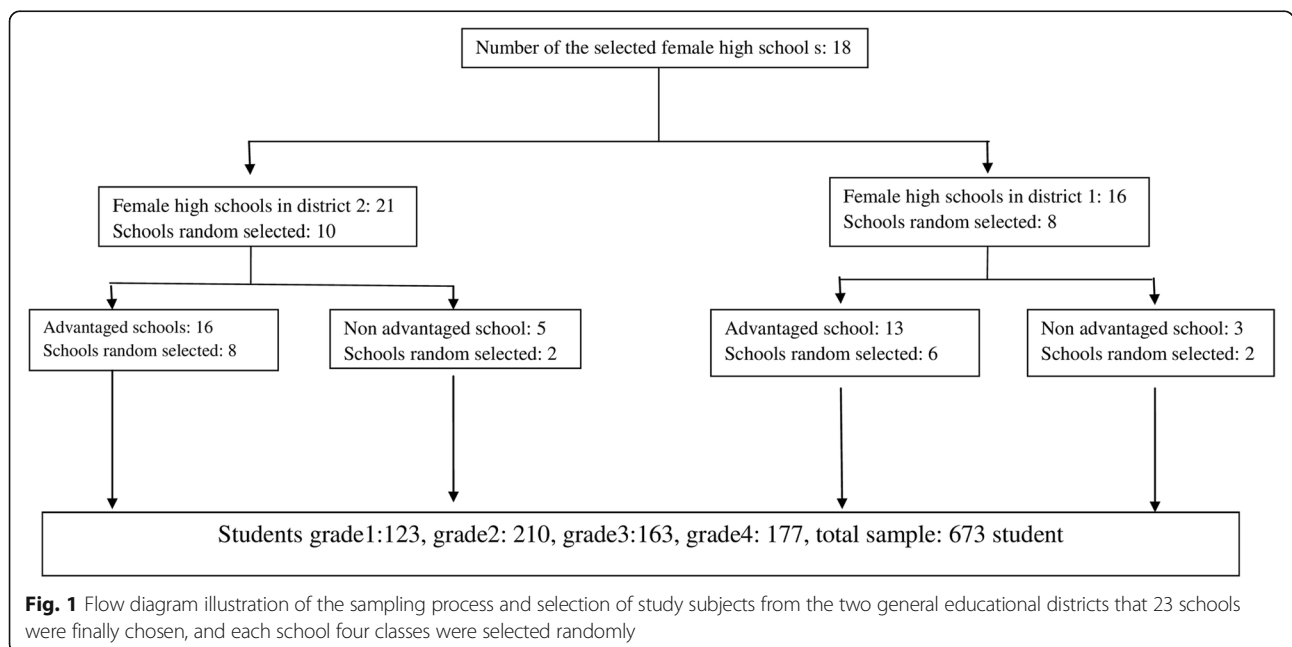 Number of the selected female high school s: 18
Female high schools in district 2: 21
Schools random selected: 10
Female high schools in district 1: 16
Schools random selected: 8
Advantaged schools: 16
Schools random selected: 8
Non advantaged school: 5
Schools random selected: 2
Advantaged school: 13
Schools random selected: 6
Non advantaged school: 3
Schools random selected: 2
Students grade1:123, grade2: 210, grade3:163, grade4: 177, total sample: 673 student
Fig. 1 Flow diagram illustration of the sampling process and selection of study subjects from the two general educational districts that 23 schools
were finally chosen, and each school four classes were selected randomly